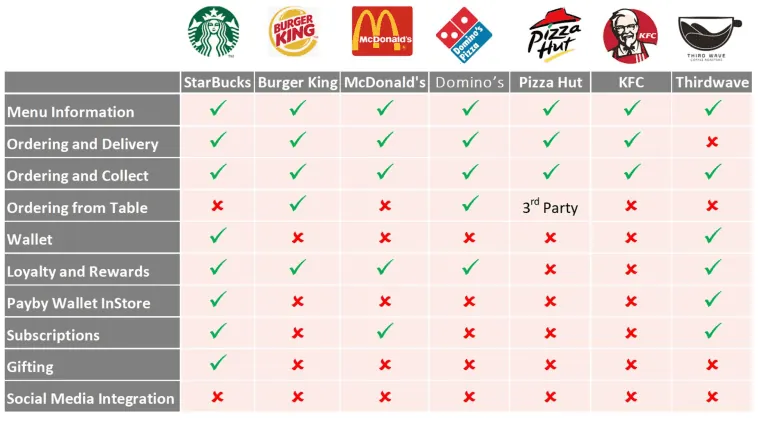 BURGER
KING
McDonald's
Domino's
Pizza
Pizza
Hut
KFC
THIRD WAVE
StarBucks Burger King McDonald's Domino's Pizza Hut KFC Thirdwave
Menu Information ✓ ✓ ✓ ✓ ✓ ✓ ✓
Ordering and Delivery ✓ ✓ ✓ ✓ ✓ ✓ ✘
Ordering and Collect ✓ ✓ ✓ ✓ ✓ ✓ ✓
Ordering from Table ✘ ✓ ✘ ✓ 3rd Party ✘ ✘
Wallet ✓ ✘ ✘ ✘ ✘ ✘ ✓
Loyalty and Rewards ✓ ✓ ✓ ✓ ✘ ✘ ✓
Payby Wallet InStore ✓ ✘ ✘ ✘ ✘ ✘ ✓
Subscriptions ✓ ✘ ✓ ✘ ✘ ✘ ✓
Gifting ✓ ✘ ✘ ✘ ✘ ✘ ✘
Social Media Integration ✘ ✘ ✘ ✘ ✘ ✘ ✘